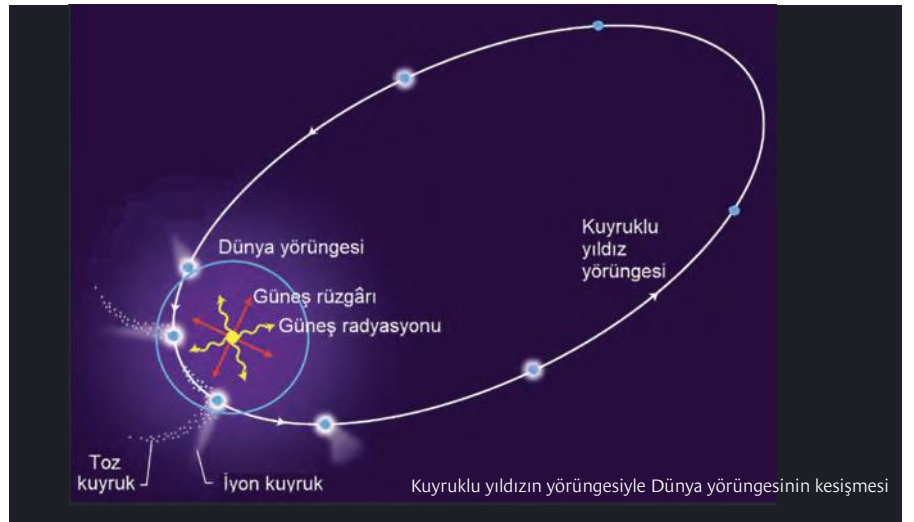 Kuyruklu
yıldız
yörüngesi
Dünya yörüngesi
Güneş rüzgârı
Güneş radyasyonu
Toz
kuyruk
İyon kuyruk
Kuyruklu yıldızın yörüngesiyle Dünya yörüngesinin kesişmesi